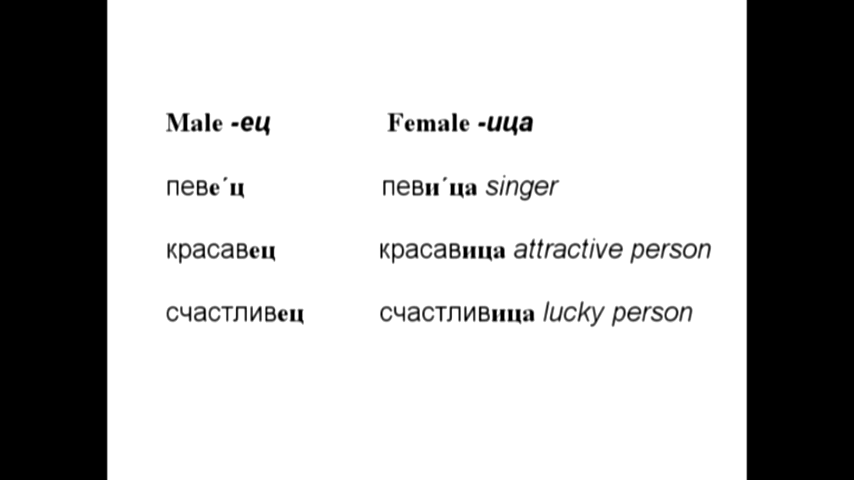 Male -ец Female -ица
певе´ц певи´ца singer
красавец красавица attractive person
счастливец счастливица lucky person